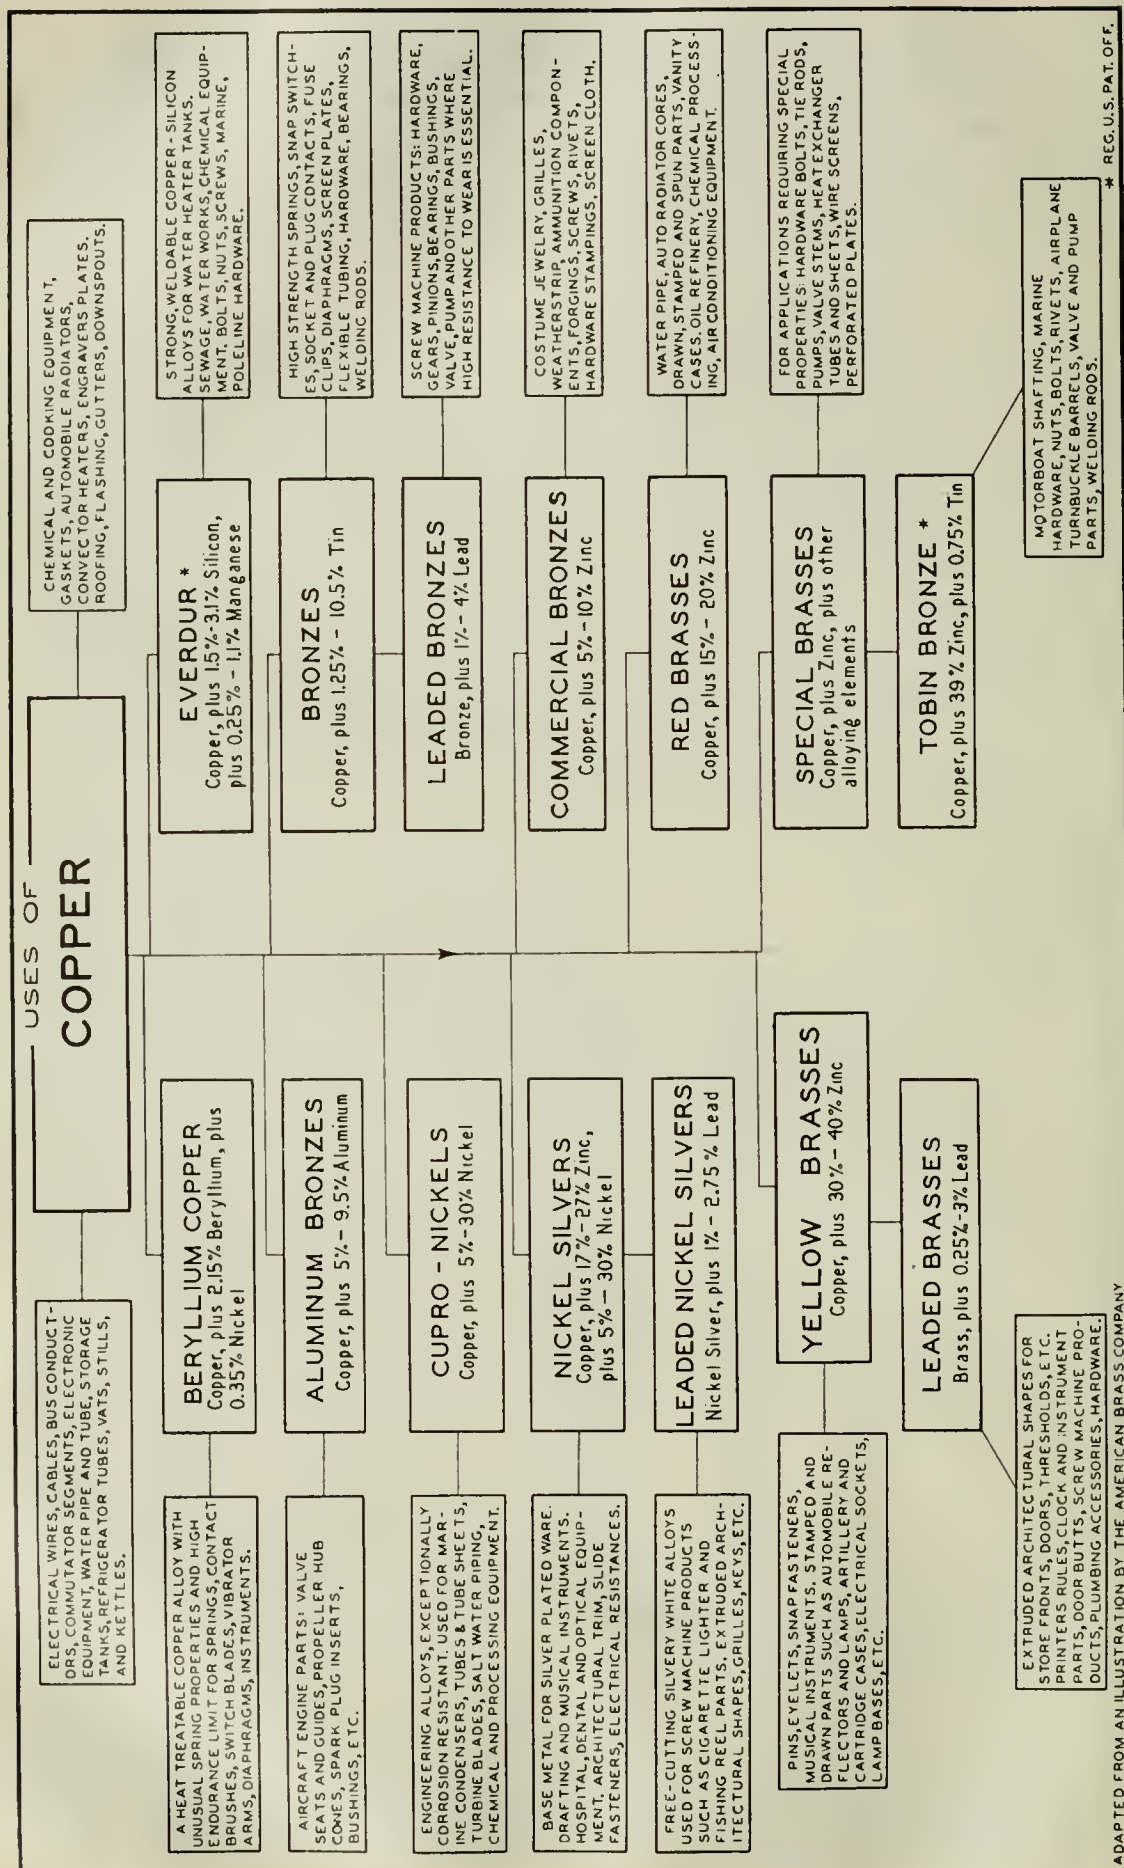 USES OF
COPPER
ELECTRICAL WIRES, CABLES, BUS CONDUCT-
ORS, COMMUTATOR SEGMENTS, ELECTRONIC
EQUIPMENT, WATER PIPE AND TUBE, STORAGE
TANKS, REFRIGERATOR TUBES, VATS, STILLS,
AND KETTLES.
CHEMICAL AND COOKING EQUIPMENT,
GASKETS, AUTOMOBILE RADIATORS,
CONVECTOR HEATERS, ENGRAVERS PLATES.
ROOFING, FLASHING, GUTTERS, DOWNSPOUTS.
A HEAT TREATABLE COPPER ALLOY WITH
UNUSUAL SPRING PROPERTIES AND HIGH
ENDURANCE LIMIT FOR SPRINGS, CONTACT
BRUSHES, SWITCH BLADES, VIBRATOR
ARMS, DIAPHRAGMS, INSTRUMENTS.
BERYLLIUM COPPER
Copper, plus 2.15% Beryllium, plus
0.35% Nickel
EVERDUR *
Copper, plus 1.5%-3.1% Silicon,
plus 0.25% - 1.1% Manganese
STRONG, WELDABLE COPPER - SILICON
ALLOYS FOR WATER HEATER TANKS.
SEWAGE, WATER WORKS, CHEMICAL EQUIP-
MENT. BOLTS, NUTS, SCREWS, MARINE,
POLELINE HARDWARE.
AIRCRAFT ENGINE PARTS: VALVE
SEATS AND GUIDES, PROPELLER HUB
CONES, SPARK PLUG INSERTS,
BUSHINGS, ETC.
ALUMINUM BRONZES
Copper, plus 5% - 9.5% Aluminum
BRONZES
Copper, plus 1.25% - 10.5% Tin
HIGH STRENGTH SPRINGS, SNAP SWITCH-
ES, SOCKET AND PLUG CONTACTS, FUSE
CLIPS, DIAPHRAGMS, SCREEN PLATES,
FLEXIBLE TUBING, HARDWARE, BEARINGS,
WELDING RODS.
ENGINEERING ALLOYS, EXCEPTIONALLY
CORROSION RESISTANT. USED FOR MAR-
INE CONDENSERS, TUBES & TUBE SHEETS,
TURBINE BLADES, SALT WATER PIPING,
CHEMICAL AND PROCESSING EQUIPMENT.
CUPRO - NICKELS
Copper, plus 5%-30% Nickel
LEADED BRONZES
Bronze, plus 1% - 4% Lead
SCREW MACHINE PRODUCTS: HARDWARE,
GEARS, PINIONS, BEARINGS, BUSHINGS,
VALVE, PUMP AND OTHER PARTS WHERE
HIGH RESISTANCE TO WEAR IS ESSENTIAL.
BASE METAL FOR SILVER PLATED WARE.
DRAFTING AND MUSICAL INSTRUMENTS.
HOSPITAL, DENTAL AND OPTICAL EQUIP-
MENT. ARCHITECTURAL TRIM, SLIDE
FASTENERS, ELECTRICAL RESISTANCES.
NICKEL SILVERS
Copper, plus 17% - 27% Zinc,
plus 5% - 30% Nickel
COMMERCIAL BRONZES
Copper, plus 5% - 10% Zinc
COSTUME JEWELRY, GRILLES,
WEATHERSTRIP, AMMUNITION COMPON-
ENTS, FORGINGS, SCREWS, RIVETS,
HARDWARE STAMPINGS, SCREEN CLOTH.
FREE-CUTTING SILVERY WHITE ALLOYS
USED FOR SCREW MACHINE PRODUCTS
SUCH AS CIGARETTE LIGHTER AND
FISHING REEL PARTS. EXTRUDED ARCH-
ITECTURAL SHAPES, GRILLES, KEYS, ETC.
LEADED NICKEL SILVERS
Nickel Silver, plus 1% - 2.75% Lead
RED BRASSES
Copper, plus 15% - 20% Zinc
WATER PIPE, AUTO RADIATOR CORES,
DRAWN, STAMPED AND SPUN PARTS, VANITY
CASES. OIL REFINERY, CHEMICAL PROCESS-
ING, AIR CONDITIONING EQUIPMENT.
PINS, EYELETS, SNAP FASTENERS,
MUSICAL INSTRUMENTS. STAMPED AND
DRAWN PARTS SUCH AS AUTOMOBILE RE-
FLECTORS AND LAMPS, ARTILLERY AND
CARTRIDGE CASES, ELECTRICAL SOCKETS,
LAMP BASES, ETC.
YELLOW BRASSES
Copper, plus 30% - 40% Zinc
SPECIAL BRASSES
Copper, plus Zinc, plus other
alloying elements
FOR APPLICATIONS REQUIRING SPECIAL
PROPERTIES: HARDWARE BOLTS, TIE RODS,
PUMPS, VALVE STEMS, HEAT EXCHANGER
TUBES AND SHEETS, WIRE SCREENS,
PERFORATED PLATES.
LEADED BRASSES
Brass, plus 0.25%-3% Lead
TOBIN BRONZE *
Copper, plus 39% Zinc, plus 0.75% Tin
EXTRUDED ARCHITECTURAL SHAPES FOR
STORE FRONTS, DOORS, THRESHOLDS, ETC.
PRINTERS RULES, CLOCK AND INSTRUMENT
PARTS, DOOR BUTTS, SCREW MACHINE PRO-
DUCTS, PLUMBING ACCESSORIES, HARDWARE.
MOTORBOAT SHAFTING, MARINE
HARDWARE, NUTS, BOLTS, RIVETS, AIRPLANE
TURNBUCKLE BARRELS, VALVE AND PUMP
PARTS, WELDING RODS.
ADAPTED FROM AN ILLUSTRATION BY THE AMERICAN BRASS COMPANY
* REG. U.S. PAT. OFF.